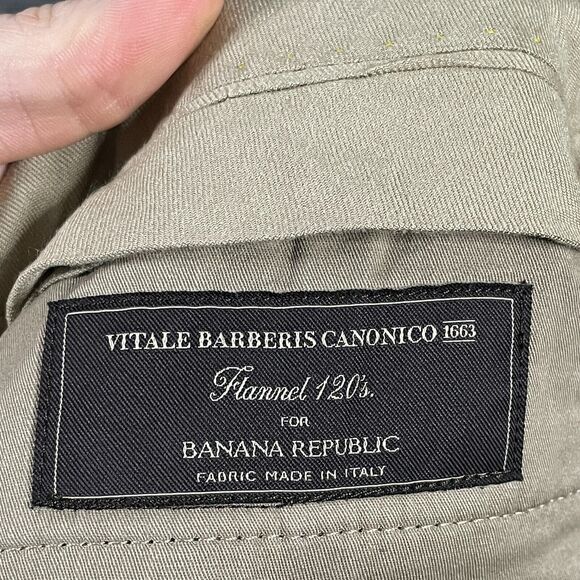 VITALE BARBERIS CANONICO 1663
Flannel 120's.
FOR
BANANA REPUBLIC
FABRIC MADE IN ITALY